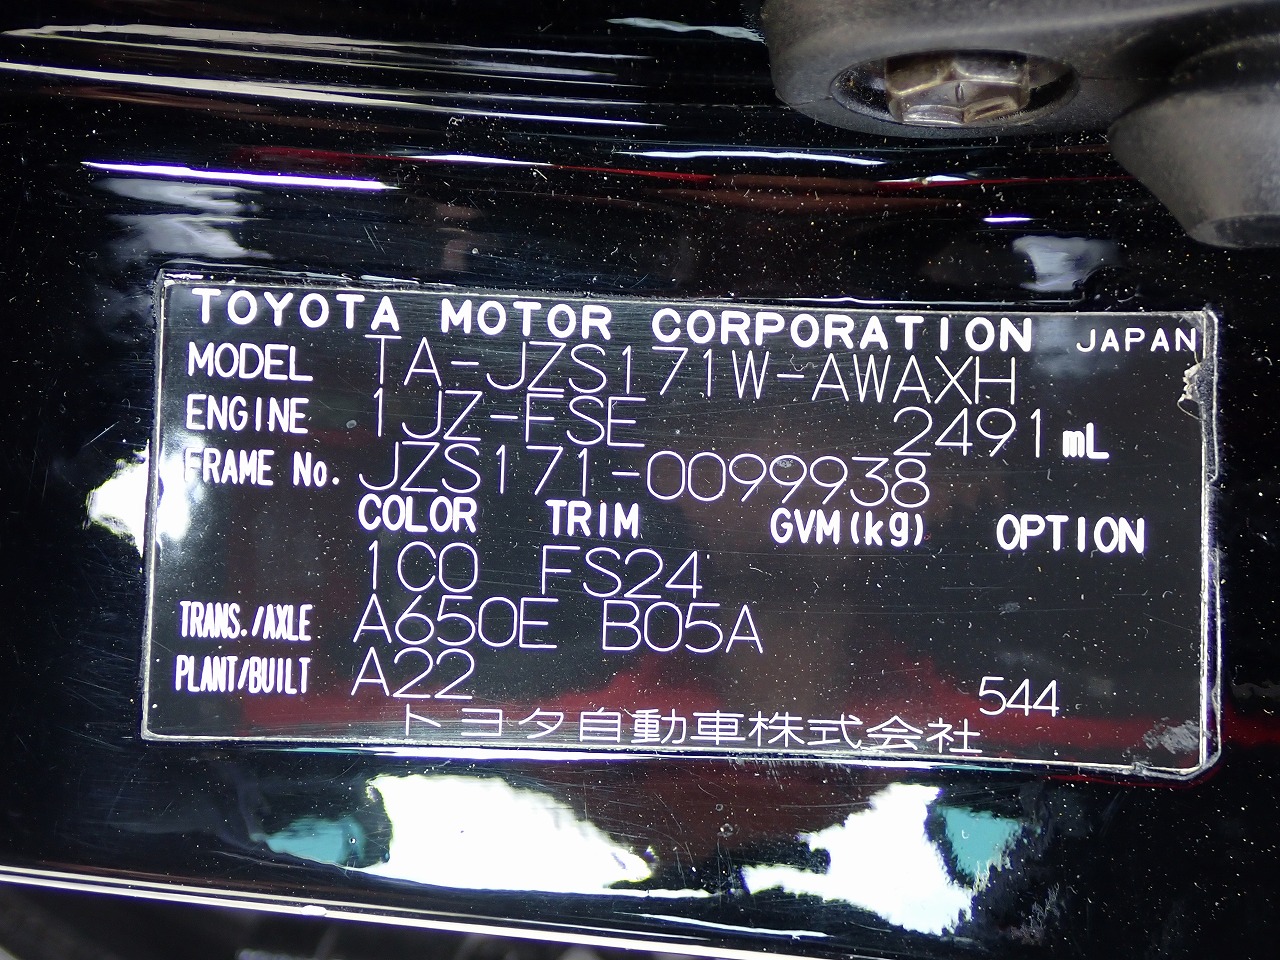 TOYOTA MOTOR CORPORATION JAPAN
MODEL TA-JZS171W-AWAXH
ENGINE 1JZ-FSE 2491 mL
FRAME No. JZS171-0099938
COLOR TRIM GVM(kg) OPTION
1C0 FS24
TRANS./AXLE A650E B05A
PLANT/BUILT A22 544
トヨタ自動車株式会社